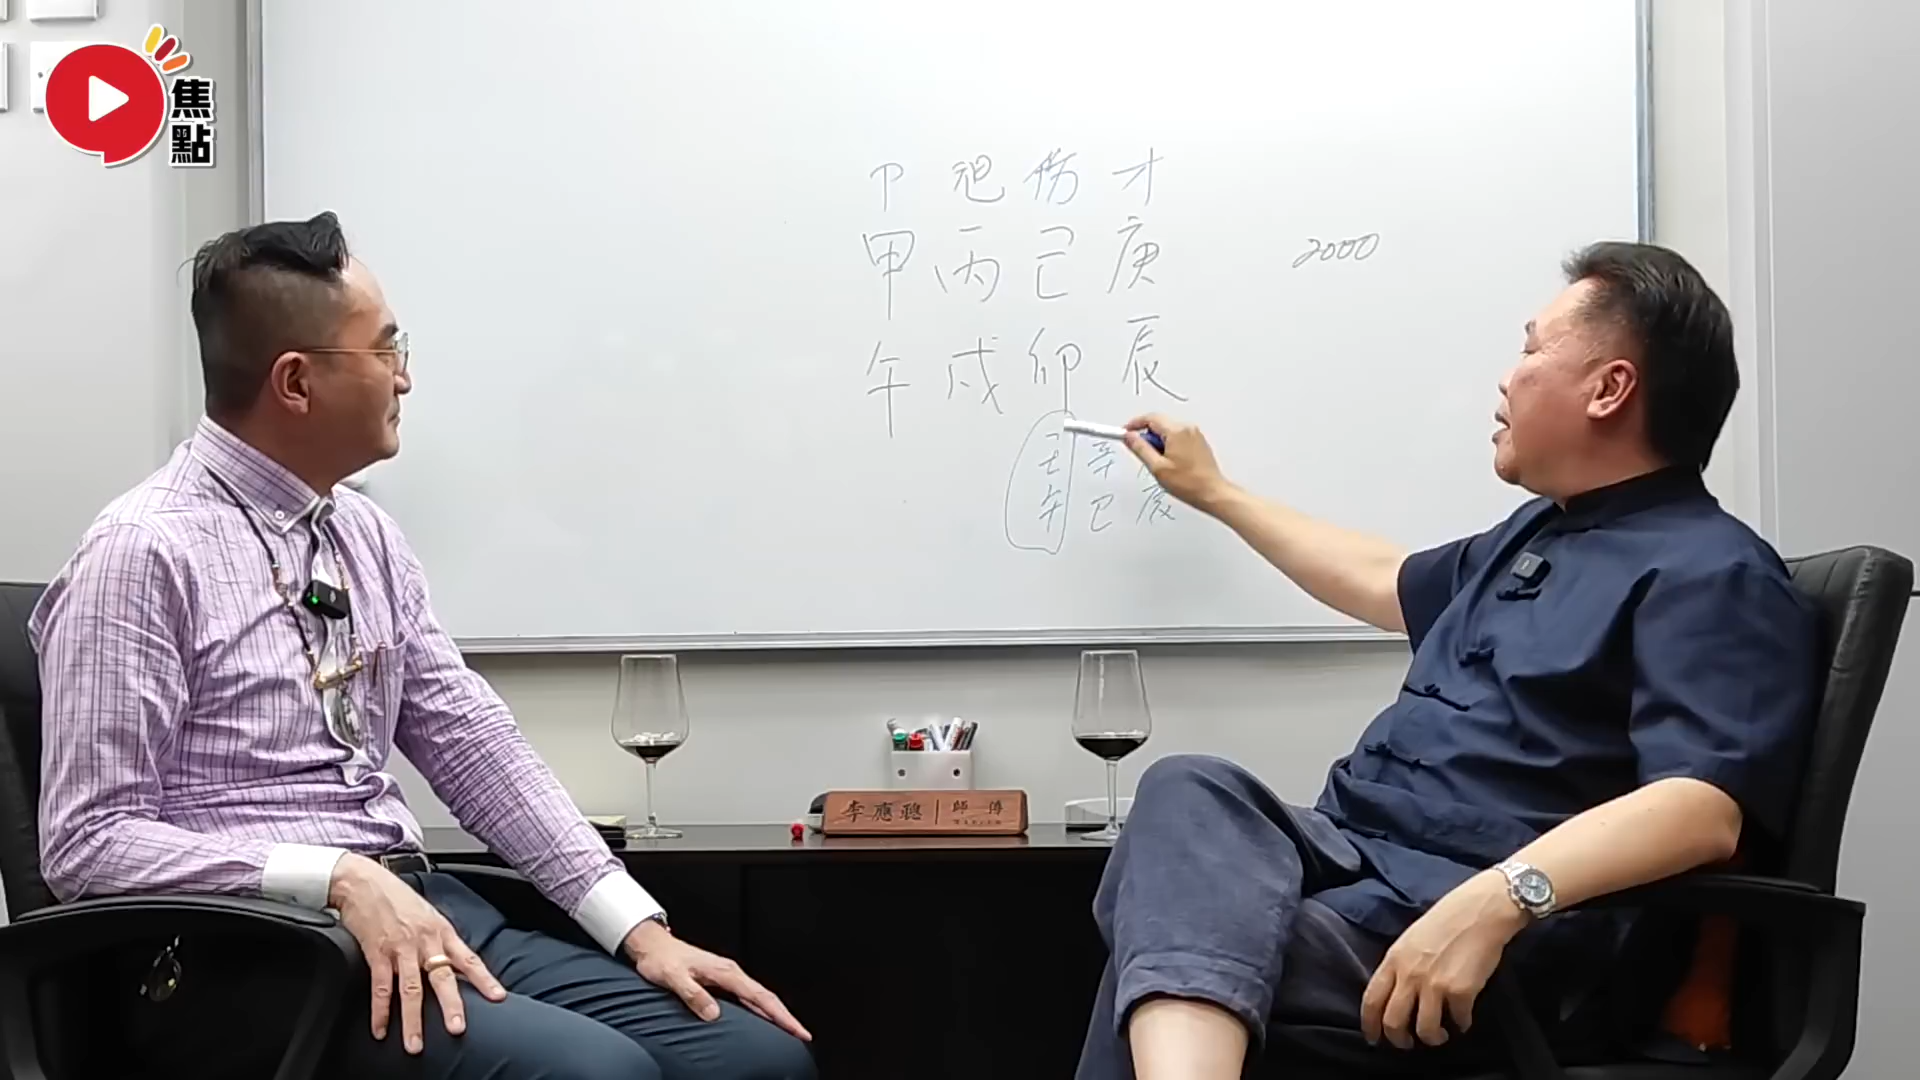 焦
點
卩 祀 傷 才
甲 丙 己 庚 2000
午 戌 卯 辰
壬 辛
午 巳 辰
李應聰 師傅